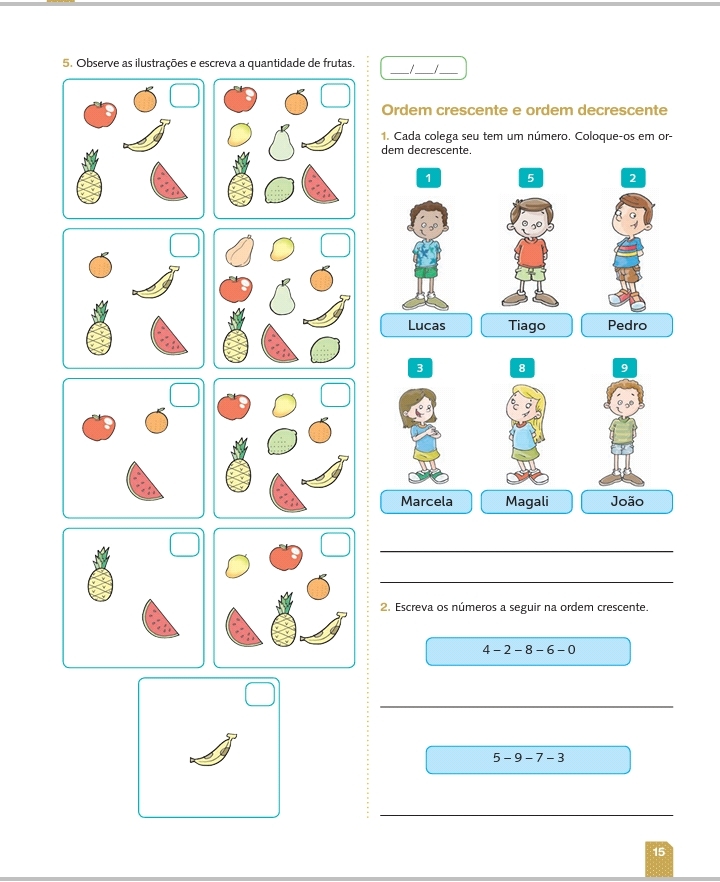 5. Observe as ilustrações e escreva a quantidade de frutas.
___/___/___
Ordem crescente e ordem decrescente
1. Cada colega seu tem um número. Coloque-os em or-
dem decrescente.
1 5 2
Lucas Tiago Pedro
3 8 9
Marcela Magali João
2. Escreva os números a seguir na ordem crescente.
4 – 2 – 8 – 6 – 0
5 – 9 – 7 – 3
15